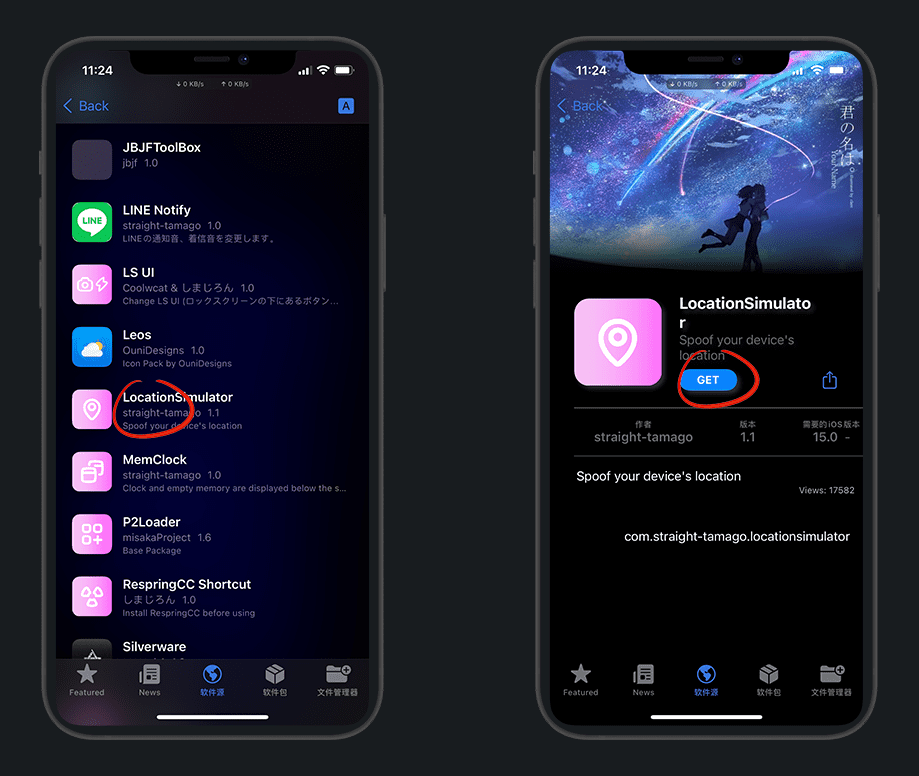 11:24
↓ 0 KB/s ↑ 0 KB/s
Back
A
JBJFToolBox
jbjf 1.0
LINE
LINE Notify
straight-tamago 1.0
LINEの通知音、着信音を変更します。
LS UI
Coolwcat & しまじろん 1.0
Change LS UI (ロックスクリーンの下にあるボタン...
Leos
OuniDesigns 1.0
Icon Pack by OuniDesigns
LocationSimulator
straight-tamago 1.1
Spoof your device's location
MemClock
straight-tamago 1.0
Clock and empty memory are displayed below the s...
P2Loader
misakaProject 1.6
Base Package
RespringCC Shortcut
しまじろん 1.0
Install RespringCC before using
Silverware
Featured
News
软件源
软件包
文件管理器
11:24
↓ 0 KB/s ↑ 0 KB/s
Back
君の名は。
Your Name
LocationSimulato
r
Spoof your device's
location
GET
作者
straight-tamago
版本
1.1
需要的iOS版本
15.0 -
Spoof your device's location
Views: 17582
com.straight-tamago.locationsimulator
Featured
News
软件源
软件包
文件管理器